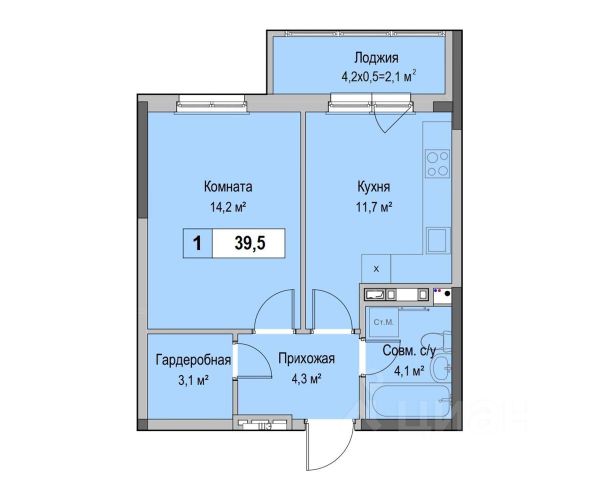 Лоджия
4,2х0,5=2,1 м²
Комната
14,2 м²
Кухня
11,7 м²
1 39,5
х
Ст.М.
Совм. с/у
4,1 м²
Гардеробная
3,1 м²
Прихожая
4,3 м²
циан